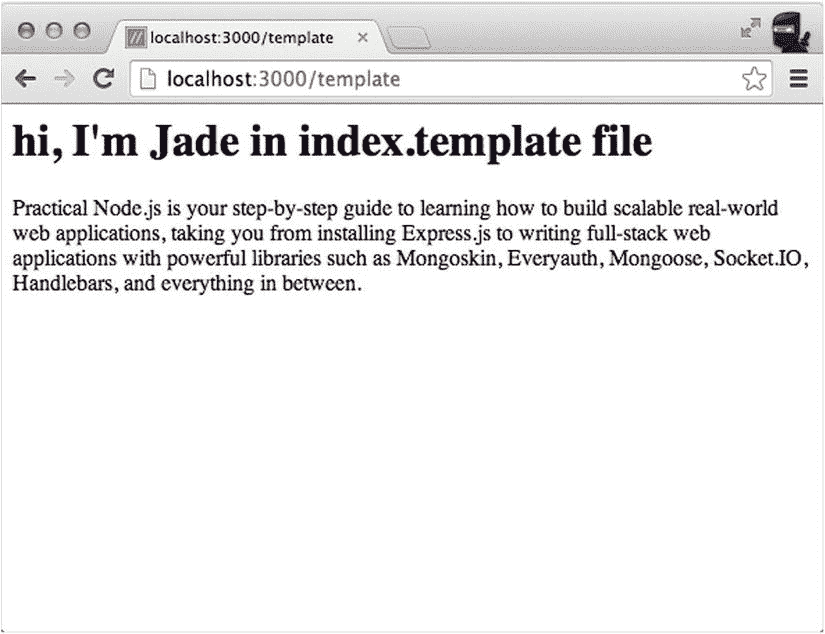 localhost:3000/template
localhost:3000/template
hi, I'm Jade in index.template file
Practical Node.js is your step-by-step guide to learning how to build scalable real-world
web applications, taking you from installing Express.js to writing full-stack web
applications with powerful libraries such as Mongoskin, Everyauth, Mongoose, Socket.IO,
Handlebars, and everything in between.